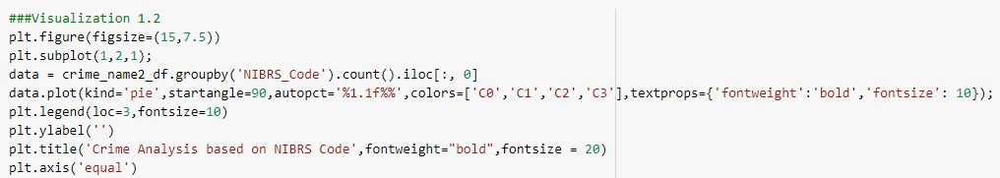 ###Visualization 1.2
plt.figure(figsize=(15,7.5))
plt.subplot(1,2,1);
data = crime_name2_df.groupby('NIBRS_Code').count().iloc[:, 0]
data.plot(kind='pie',startangle=90,autopct='%1.1f%%',colors=['C0','C1','C2','C3'],textprops={'fontweight':'bold','fontsize': 10});
plt.legend(loc=3,fontsize=10)
plt.ylabel('')
plt.title('Crime Analysis based on NIBRS Code',fontweight="bold",fontsize = 20)
plt.axis('equal')